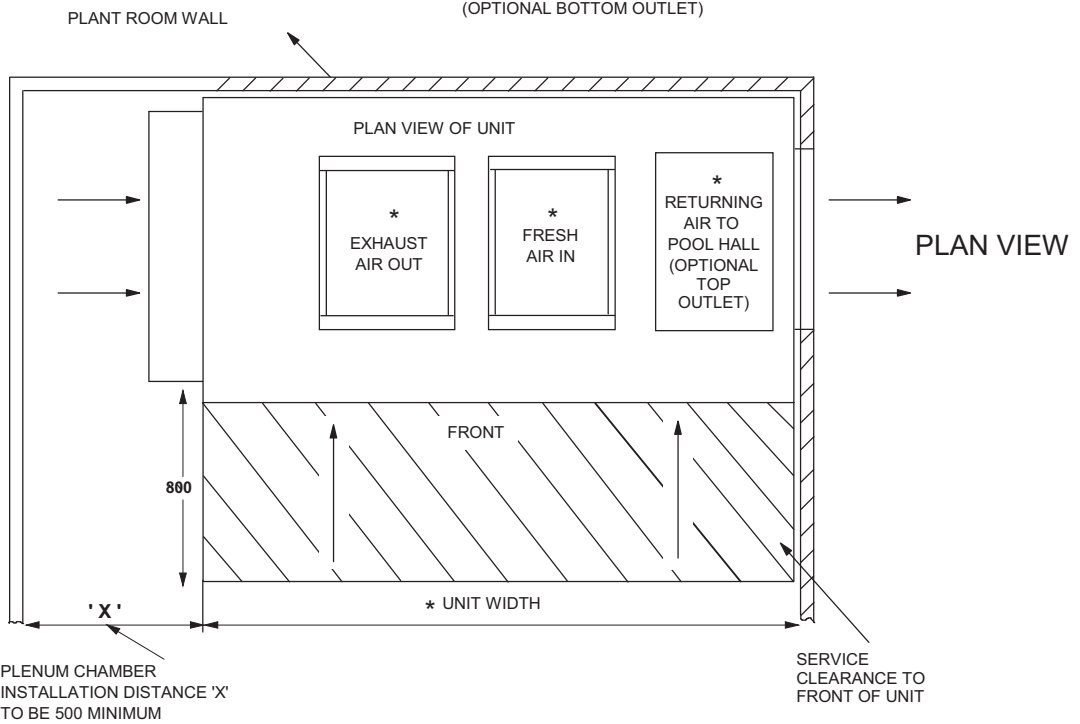 (OPTIONAL BOTTOM OUTLET)
PLANT ROOM WALL
PLAN VIEW OF UNIT
*
EXHAUST
AIR OUT
*
FRESH
AIR IN
*
RETURNING
AIR TO
POOL HALL
(OPTIONAL
TOP
OUTLET)
PLAN VIEW
FRONT
800
'X'
* UNIT WIDTH
PLENUM CHAMBER
INSTALLATION DISTANCE 'X'
TO BE 500 MINIMUM
SERVICE
CLEARANCE TO
FRONT OF UNIT